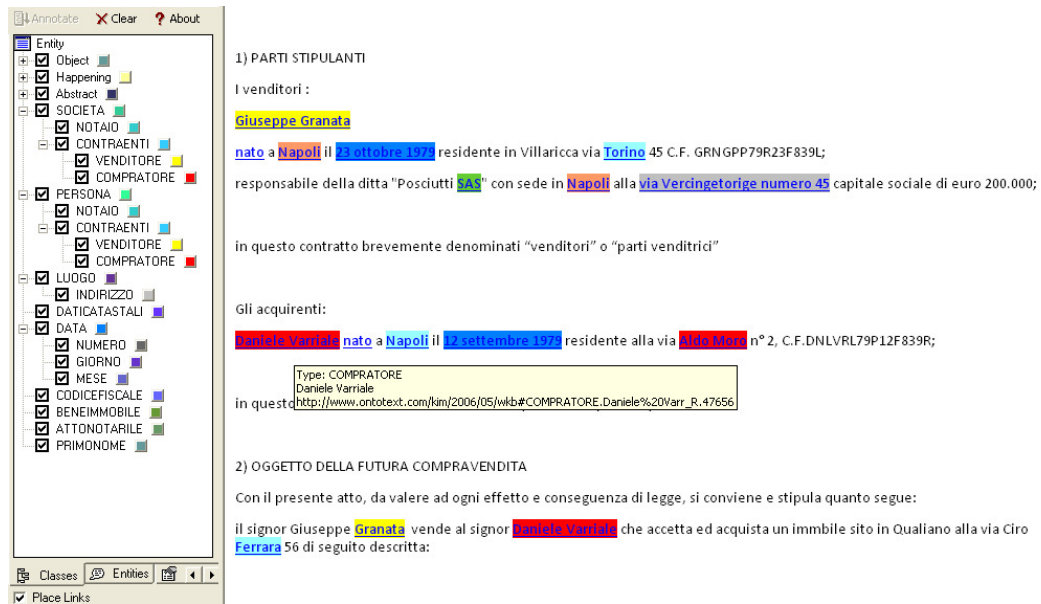 Annotate Clear ? About
Entity
Object
Happening
Abstract
SOCIETA
NOTAIO
CONTRAENTI
VENDITORE
COMPRATORE
PERSONA
NOTAIO
CONTRAENTI
VENDITORE
COMPRATORE
LUOGO
INDIRIZZO
DATICATASTALI
DATA
NUMERO
GIORNO
MESE
CODICEFISCALE
BENEIMMOBILE
ATTONOTARILE
PRIMONOME
Classes Entities
Place Links
1) PARTI STIPULANTI
I venditori :
Giuseppe Granata
nato a Napoli il 23 ottobre 1979 residente in Villaricca via Torino 45 C.F. GRNGPP79R23F839L;
responsabile della ditta "Posciutti SAS" con sede in Napoli alla via Vercingetorige numero 45 capitale sociale di euro 200.000;
in questo contratto brevemente denominati “venditori” o “parti venditrici”
Gli acquirenti:
Daniele Varriale nato a Napoli il 12 settembre 1979 residente alla via Aldo Moro n° 2, C.F.DNLVRL79P12F839R;
Type: COMPRATORE
Daniele Varriale
http://www.ontotext.com/kim/2006/05/wkb#COMPRATORE.Daniele%20Varr_R.47656
in questo
2) OGGETTO DELLA FUTURA COMPRAVENDITA
Con il presente atto, da valere ad ogni effetto e conseguenza di legge, si conviene e stipula quanto segue:
il signor Giuseppe Granata vende al signor Daniele Varriale che accetta ed acquista un immbile sito in Qualiano alla via Ciro
Ferrara 56 di seguito descritta: